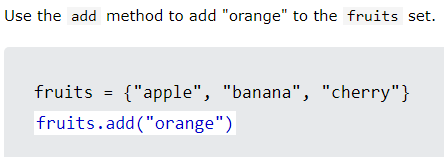 Use the add method to add "orange" to the fruits set.
fruits = {"apple", "banana", "cherry"}
fruits.add("orange")